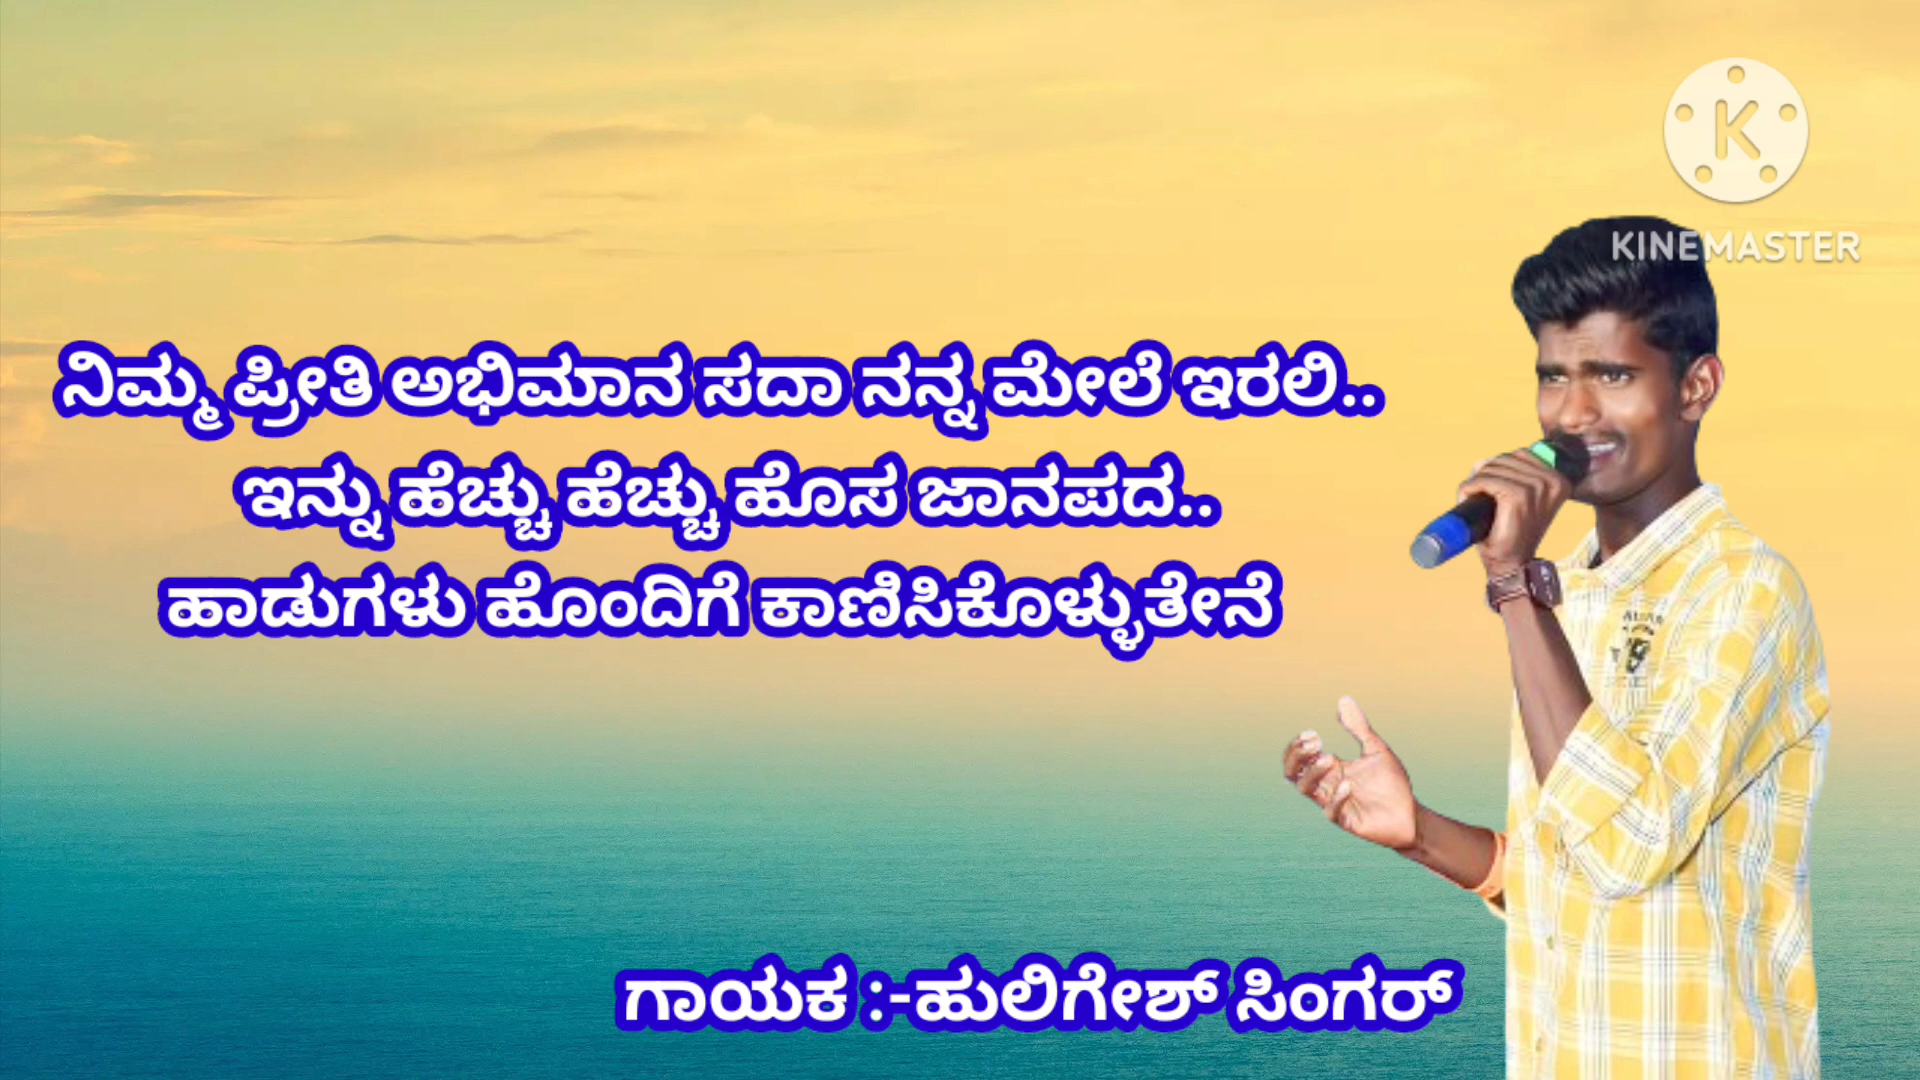 KINEMASTER
ನಿಮ್ಮ ಪ್ರೀತಿ ಅಭಿಮಾನ ಸದಾ ನನ್ನ ಮೇಲೆ ಇರಲಿ..
ಇನ್ನು ಹೆಚ್ಚು ಹೆಚ್ಚು ಹೊಸ ಜಾನಪದ..
ಹಾಡುಗಳು ಹೊಂದಿಗೆ ಕಾಣಿಸಿಕೊಳ್ಳುತೇನೆ
ಗಾಯಕ :-ಹುಲಿಗೇಶ್ ಸಿಂಗರ್